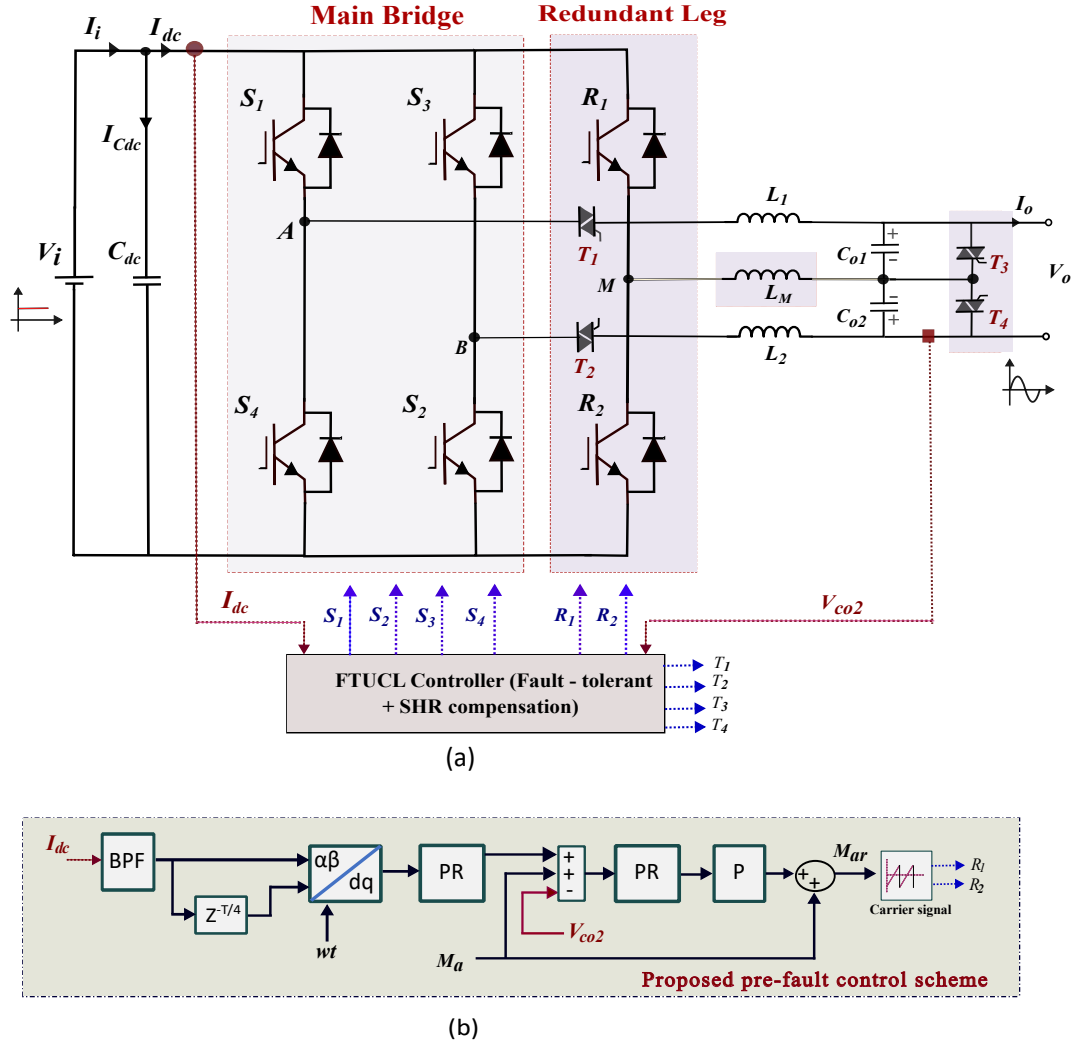 Main Bridge
Redundant Leg
I_i
I_dc
S_1
S_3
R_1
I_Cdc
L_1
I_o
A
T_1
C_o1
+
-
T_3
V_i
C_dc
M
L_M
V_o
C_o2
-
+
T_4
B
T_2
L_2
S_4
S_2
R_2
I_dc
S_1
S_2
S_3
S_4
R_1
R_2
V_co2
FTUCL Controller (Fault - tolerant
+ SHR compensation)
T_1
T_2
T_3
T_4
(a)
I_dc
BPF
αβ
dq
PR
+
+
-
PR
P
+
+
M_ar
R_1
R_2
Z^-T/4
Carrier signal
wt
V_co2
M_a
Proposed pre-fault control scheme
(b)